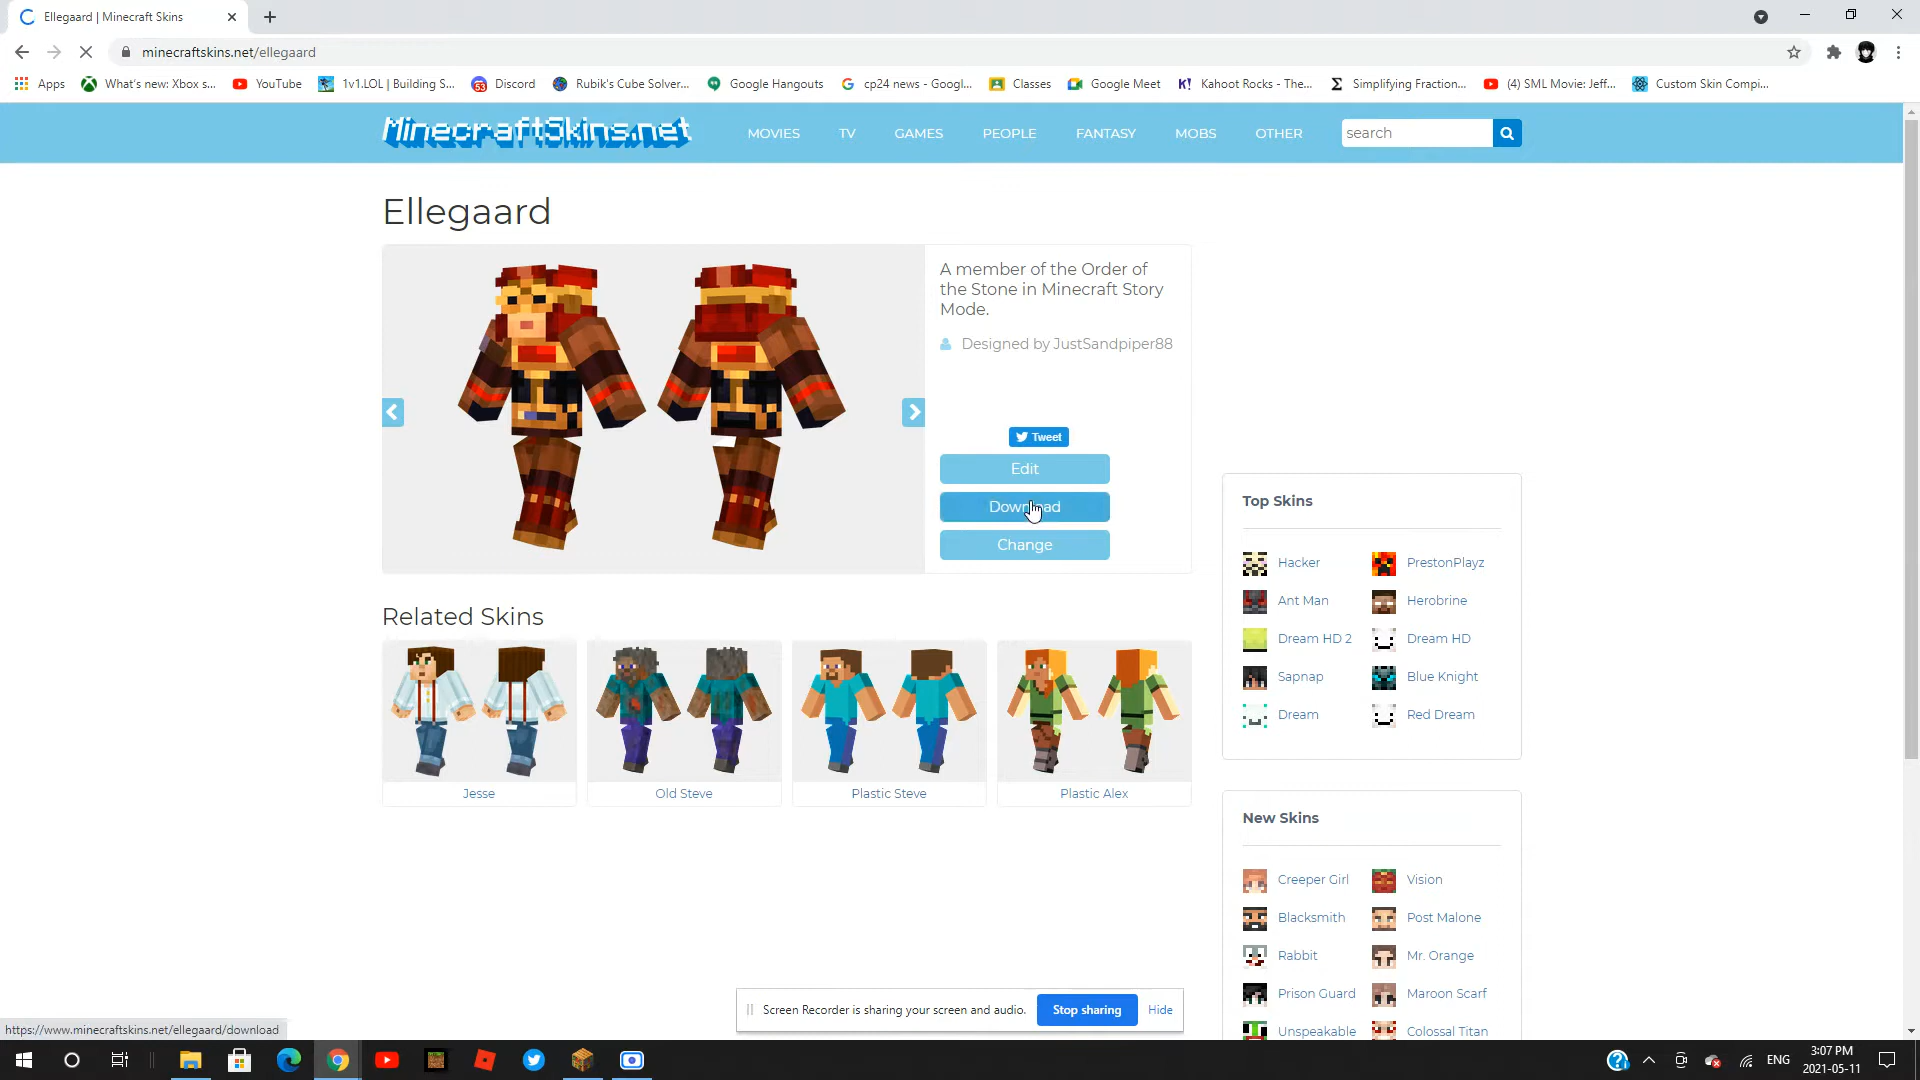 Ellegaard | Minecraft Skins
minecraftskins.net/ellegaard
Apps What's new: Xbox s... YouTube 1v1.LOL | Building S... 53 Discord Rubik's Cube Solver... Google Hangouts cp24 news - Googl... Classes Google Meet K! Kahoot Rocks - The... Σ Simplifying Fraction... (4) SML Movie: Jeff... Custom Skin Compi...
MinecraftSkins.net MOVIES TV GAMES PEOPLE FANTASY MOBS OTHER search
Ellegaard
A member of the Order of
the Stone in Minecraft Story
Mode.
Designed by JustSandpiper88
Tweet
Edit
Download
Change
Top Skins
Hacker PrestonPlayz
Ant Man Herobrine
Dream HD 2 Dream HD
Sapnap Blue Knight
Dream Red Dream
Related Skins
Jesse Old Steve Plastic Steve Plastic Alex
New Skins
Creeper Girl Vision
Blacksmith Post Malone
Rabbit Mr. Orange
Prison Guard Maroon Scarf
Unspeakable Colossal Titan
Screen Recorder is sharing your screen and audio. Stop sharing Hide
https://www.minecraftskins.net/ellegaard/download
ENG 3:07 PM
2021-05-11